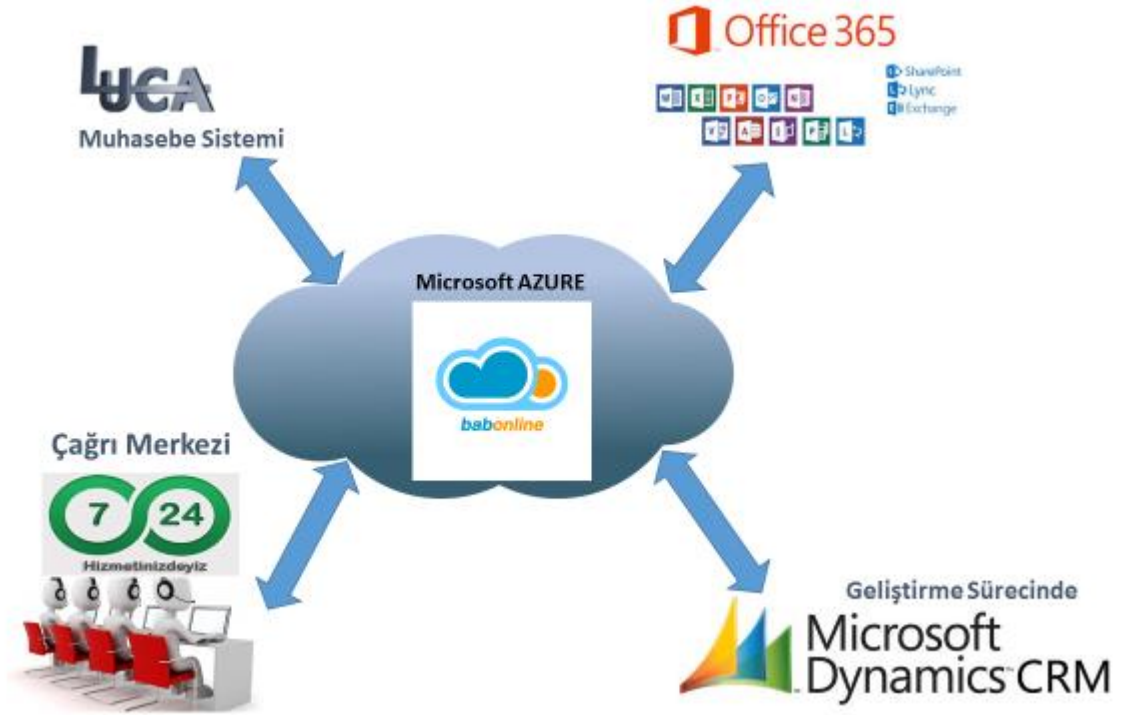 LUCA
Muhasebe Sistemi
Office 365
SharePoint
Lync
Exchange
Microsoft AZURE
babonline
Çağrı Merkezi
7 24
Hizmetinizdeyiz
Geliştirme Sürecinde
Microsoft
Dynamics CRM